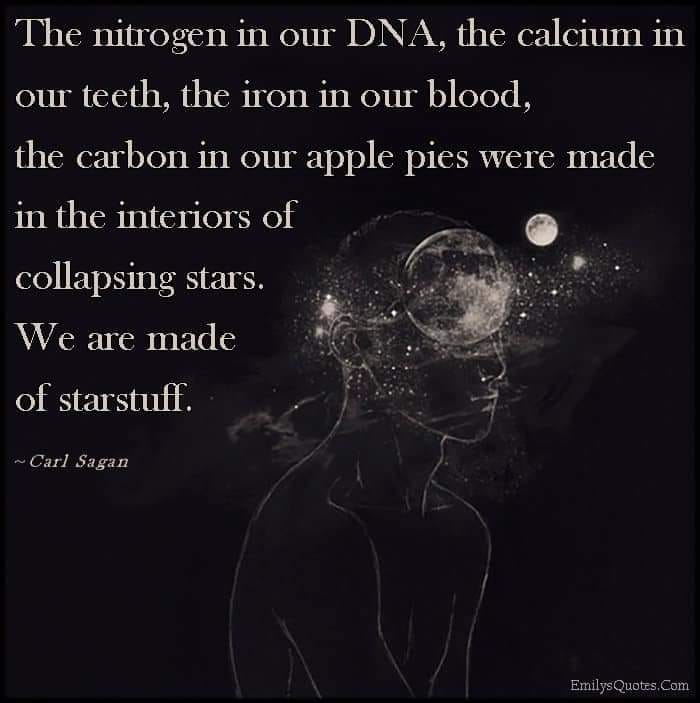 The nitrogen in our DNA, the calcium in
our teeth, the iron in our blood,
the carbon in our apple pies were made
in the interiors of
collapsing stars.
We are made
of starstuff.
~Carl Sagan
EmilysQuotes.Com